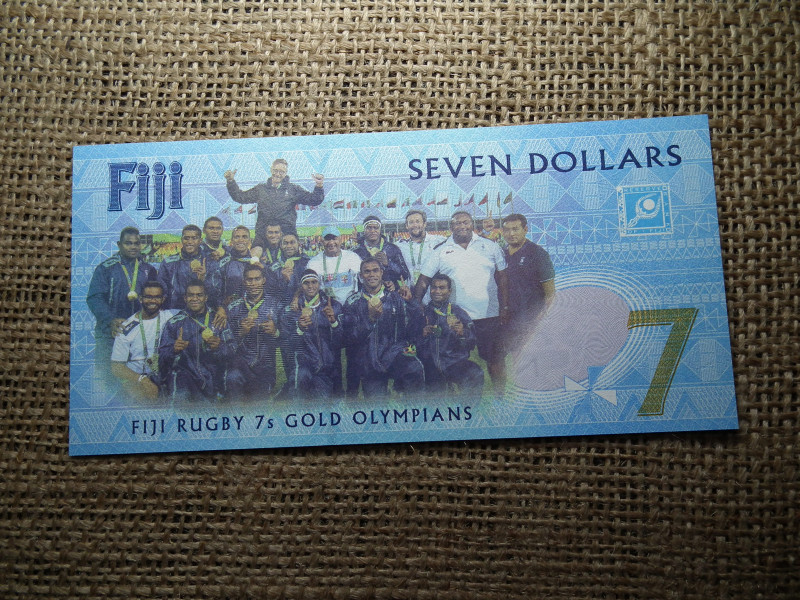 Fiji
SEVEN DOLLARS
7
FIJI RUGBY 7s GOLD OLYMPIANS